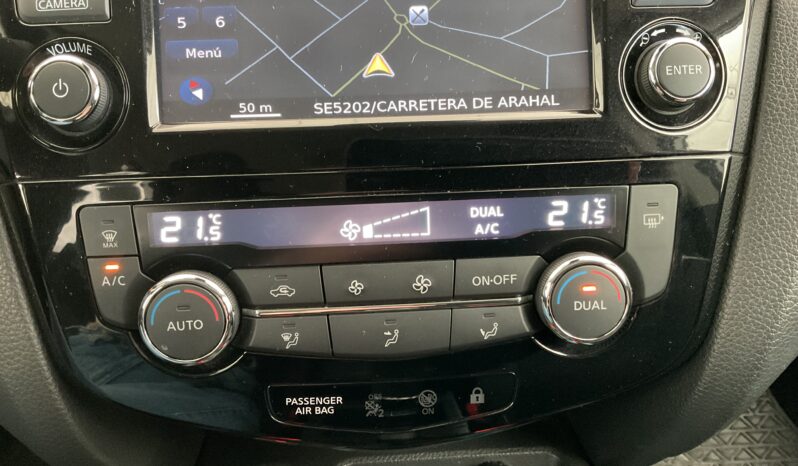 CAMERA
5 6
Menú
50 m
SE5202/CARRETERA DE ARAHAL
VOLUME
ENTER
21.5°C
DUAL
A/C
21.5°C
MAX
A/C
AUTO
ON·OFF
DUAL
PASSENGER
AIR BAG
OFF
ON